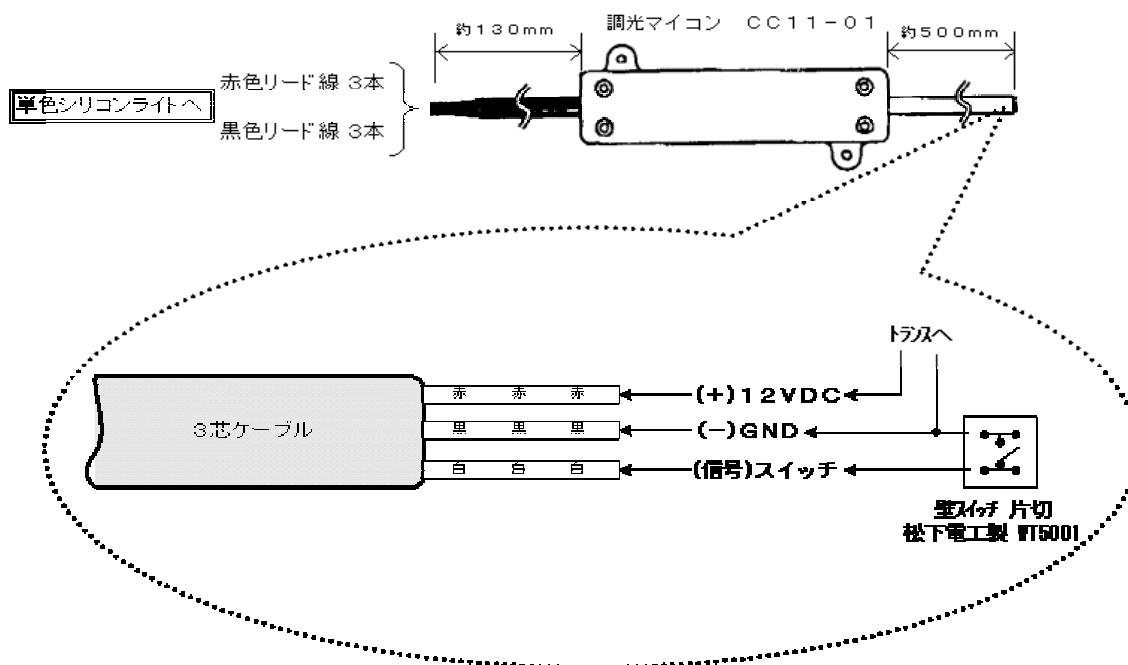 約１３０mm
調光マイコン　ＣＣ１１−０１
約５００mm
赤色リード線 ３本
単色シリコンライトへ
黒色リード線 ３本
トランスへ
赤 赤 赤
(＋)１２ＶＤＣ
３芯ケーブル
黒 黒 黒
(−)ＧＮＤ
白 白 白
(信号)スイッチ
壁スイッチ 片切
松下電工製 WT5001